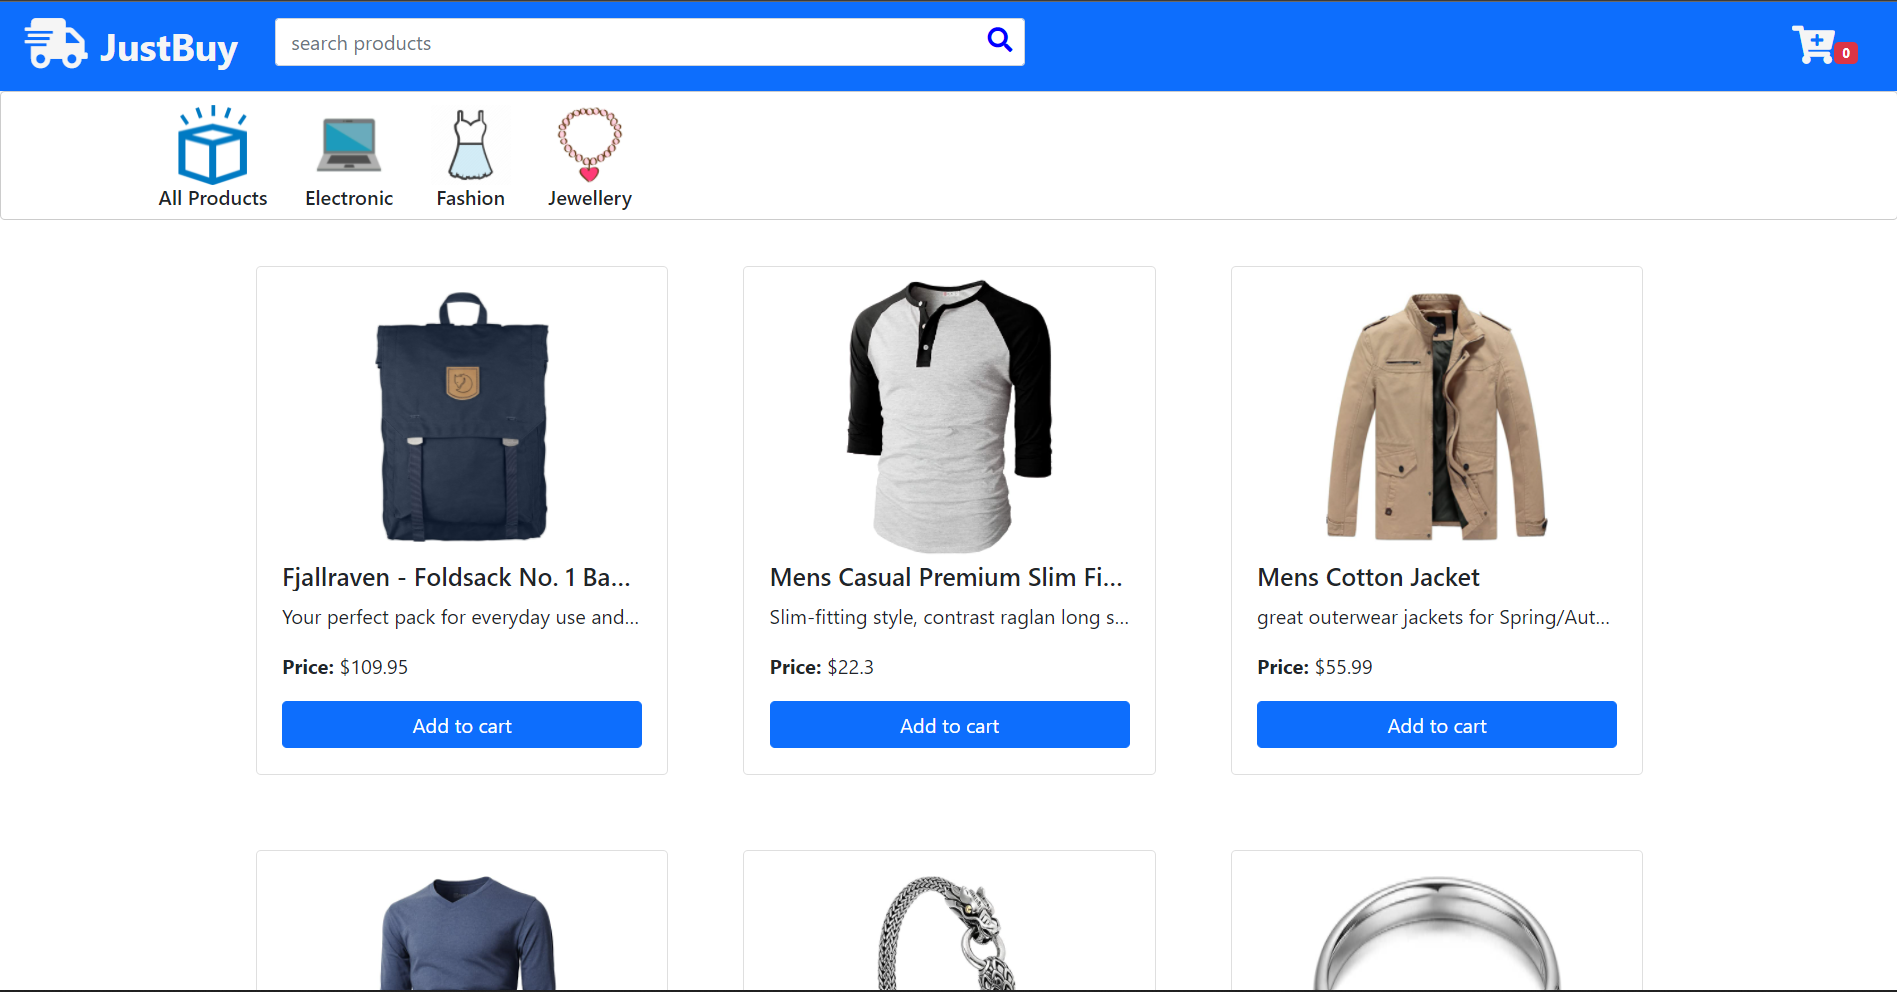 JustBuy
search products
0
All Products
Electronic
Fashion
Jewellery
Fjallraven - Foldsack No. 1 Ba...
Your perfect pack for everyday use and...
Price: $109.95
Add to cart
Mens Casual Premium Slim Fi...
Slim-fitting style, contrast raglan long s...
Price: $22.3
Add to cart
Mens Cotton Jacket
great outerwear jackets for Spring/Aut...
Price: $55.99
Add to cart